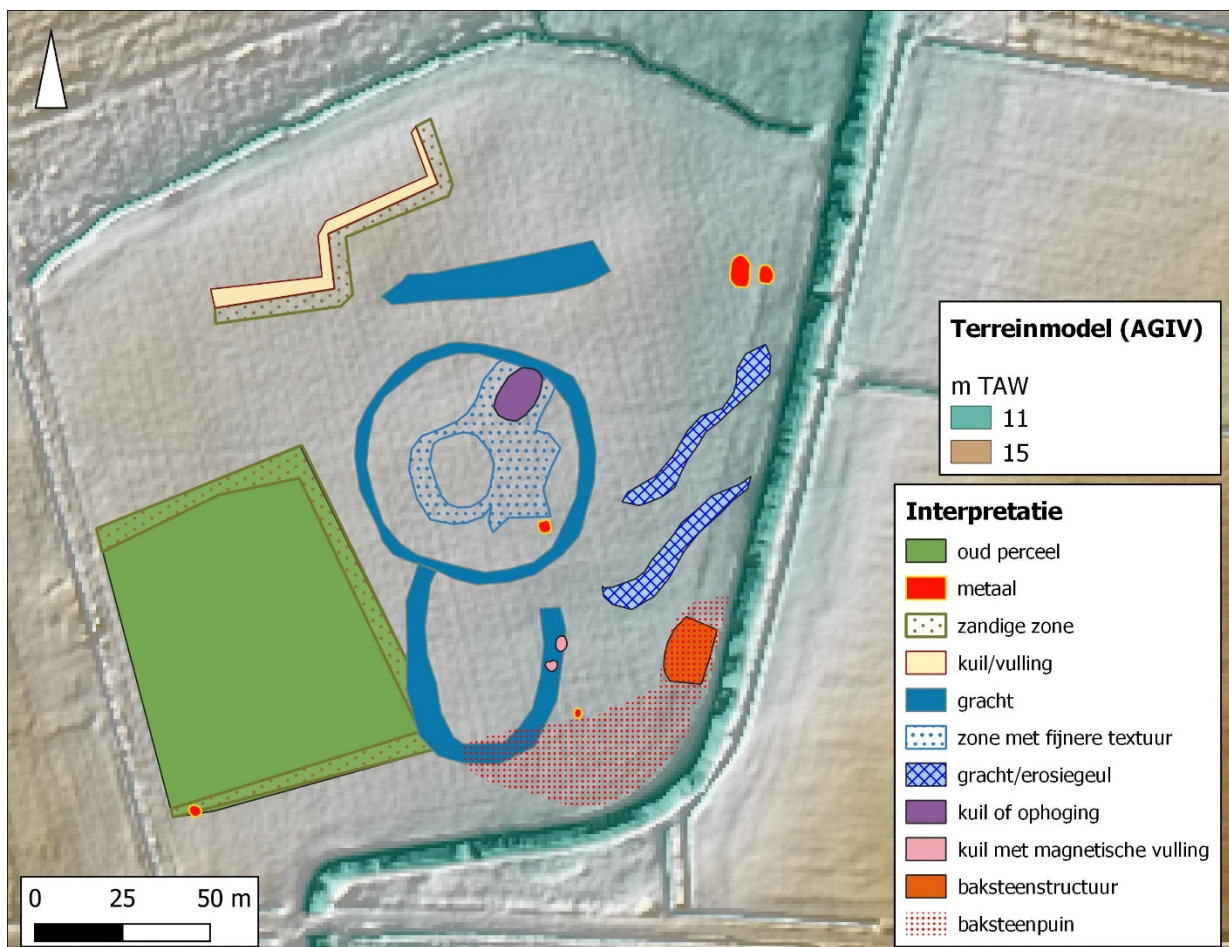 Terreinmodel (AGIV)
m TAW
11
15
Interpretatie
oud perceel
metaal
zandige zone
kuil/vulling
gracht
zone met fijnere textuur
gracht/erosiegeul
kuil of ophoging
kuil met magnetische vulling
baksteenstructuur
baksteenpuin
0 25 50 m